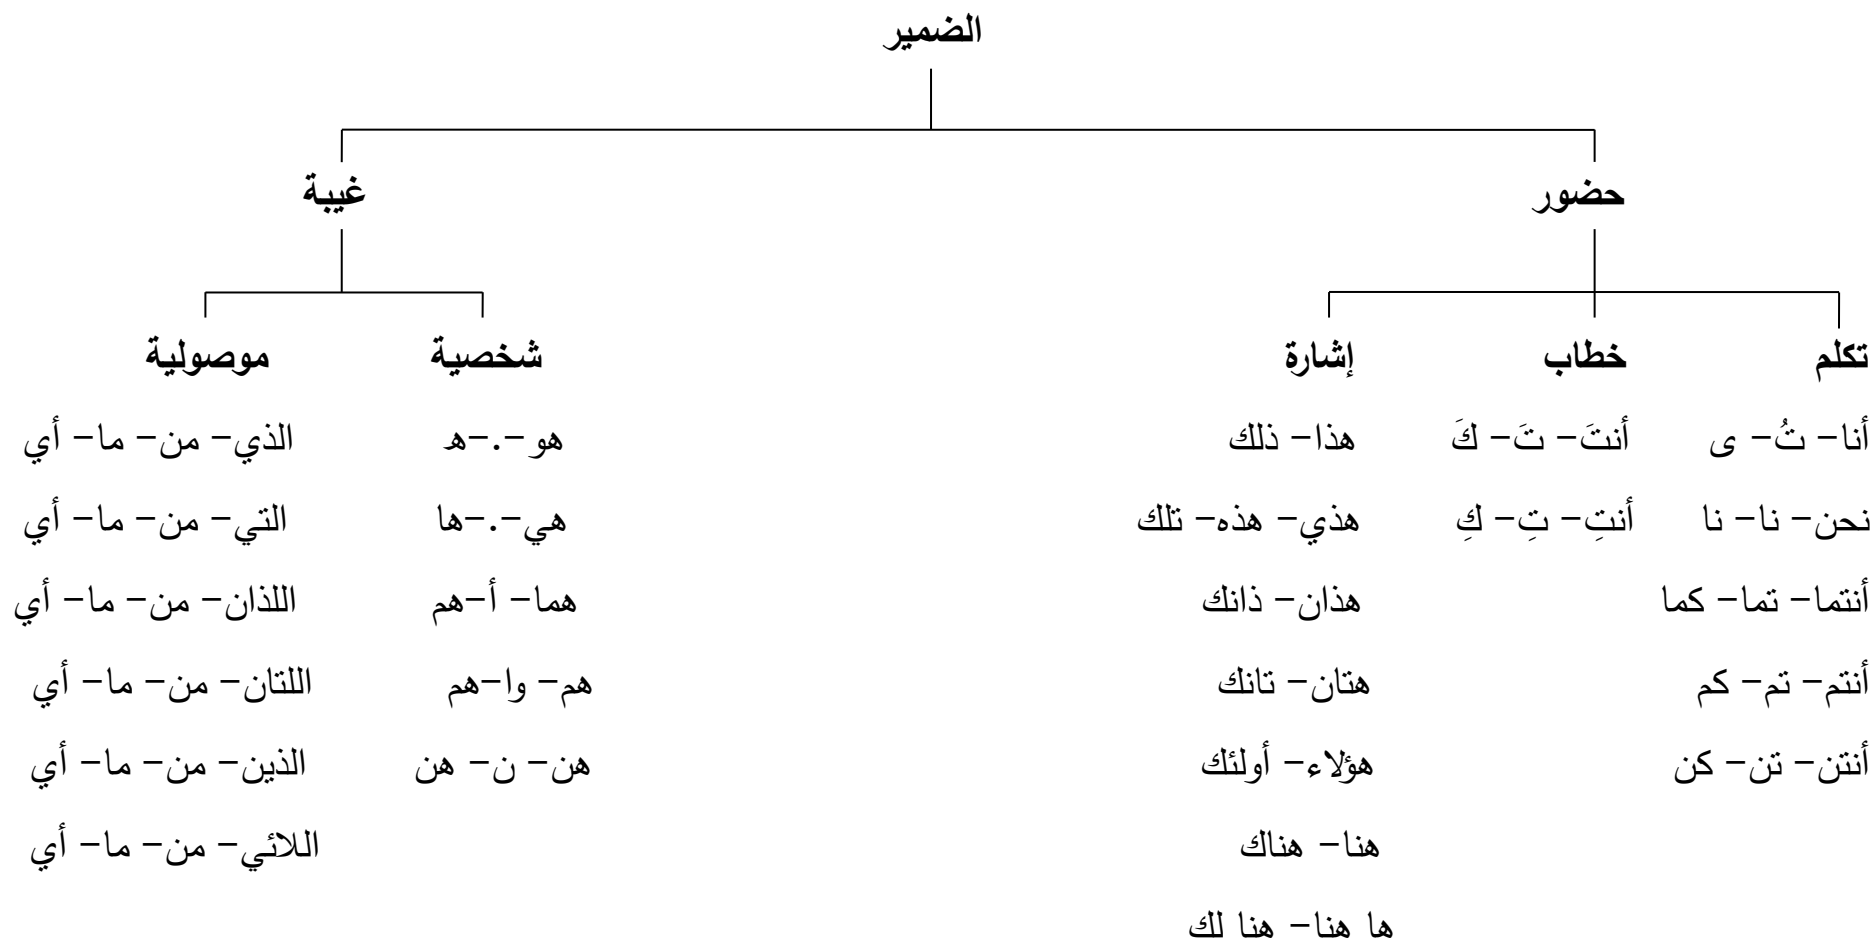 الضمير
حضور غيبة
تكلم خطاب إشارة شخصية موصولية
أنا– تُ– ى أنتَ– تَ– كَ هذا– ذلك هو–.–ه الذي– من– ما– أي
نحن– نا– نا أنتِ– تِ– كِ هذي– هذه– تلك هي–.–ها التي– من– ما– أي
أنتما– تما– كما هذان– ذانك هما– أ–هم اللذان– من– ما– أي
أنتم– تم– كم هتان– تانك هم– وا–هم اللتان– من– ما– أي
أنتن– تن– كن هؤلاء– أولئك هن– ن– هن الذين– من– ما– أي
هنا– هناك اللائي– من– ما– أي
ها هنا– هنا لك